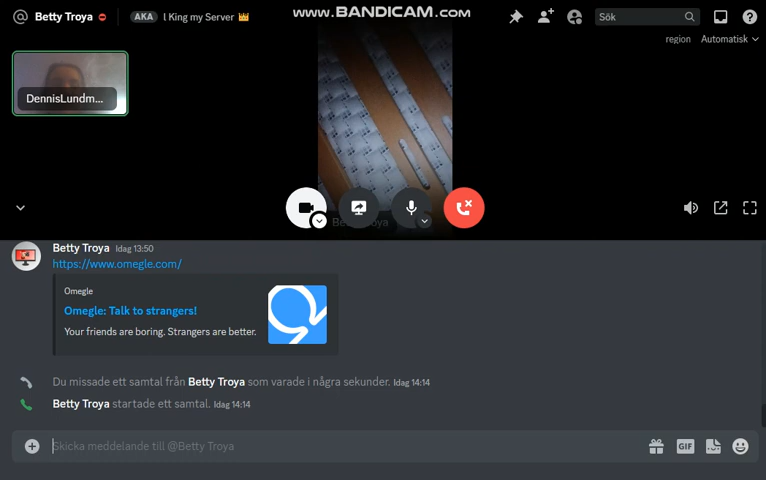 www.BANDICAM.com
@ Betty Troya AKA l King my Server 👑 Sök
region Automatisk
DennisLundm...
Betty Troya
Betty Troya Idag 13:50
https://www.omegle.com/
Omegle
Omegle: Talk to strangers!
Your friends are boring. Strangers are better.
Du missade ett samtal från Betty Troya som varade i några sekunder. Idag 14:14
Betty Troya startade ett samtal. Idag 14:14
Skicka meddelande till @Betty Troya
GIF